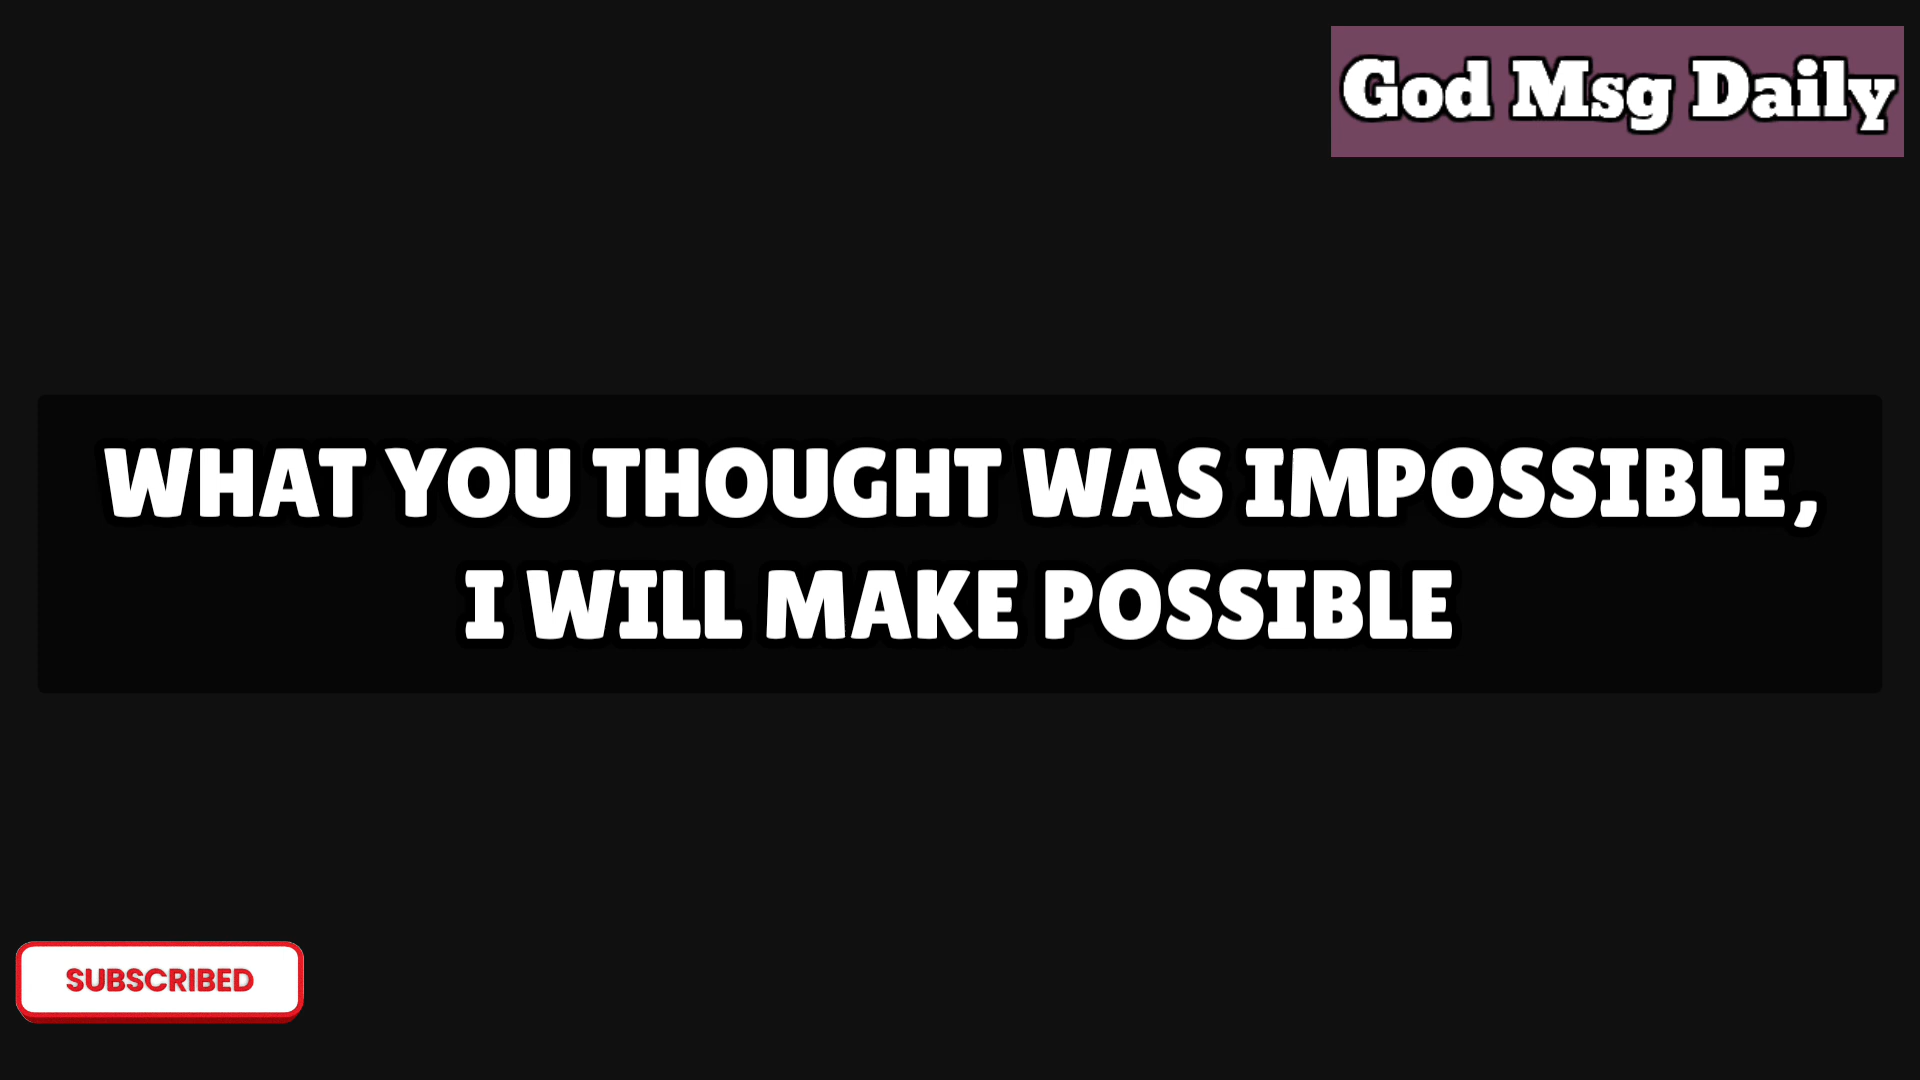 God Msg Daily
WHAT YOU THOUGHT WAS IMPOSSIBLE,
I WILL MAKE POSSIBLE
SUBSCRIBED